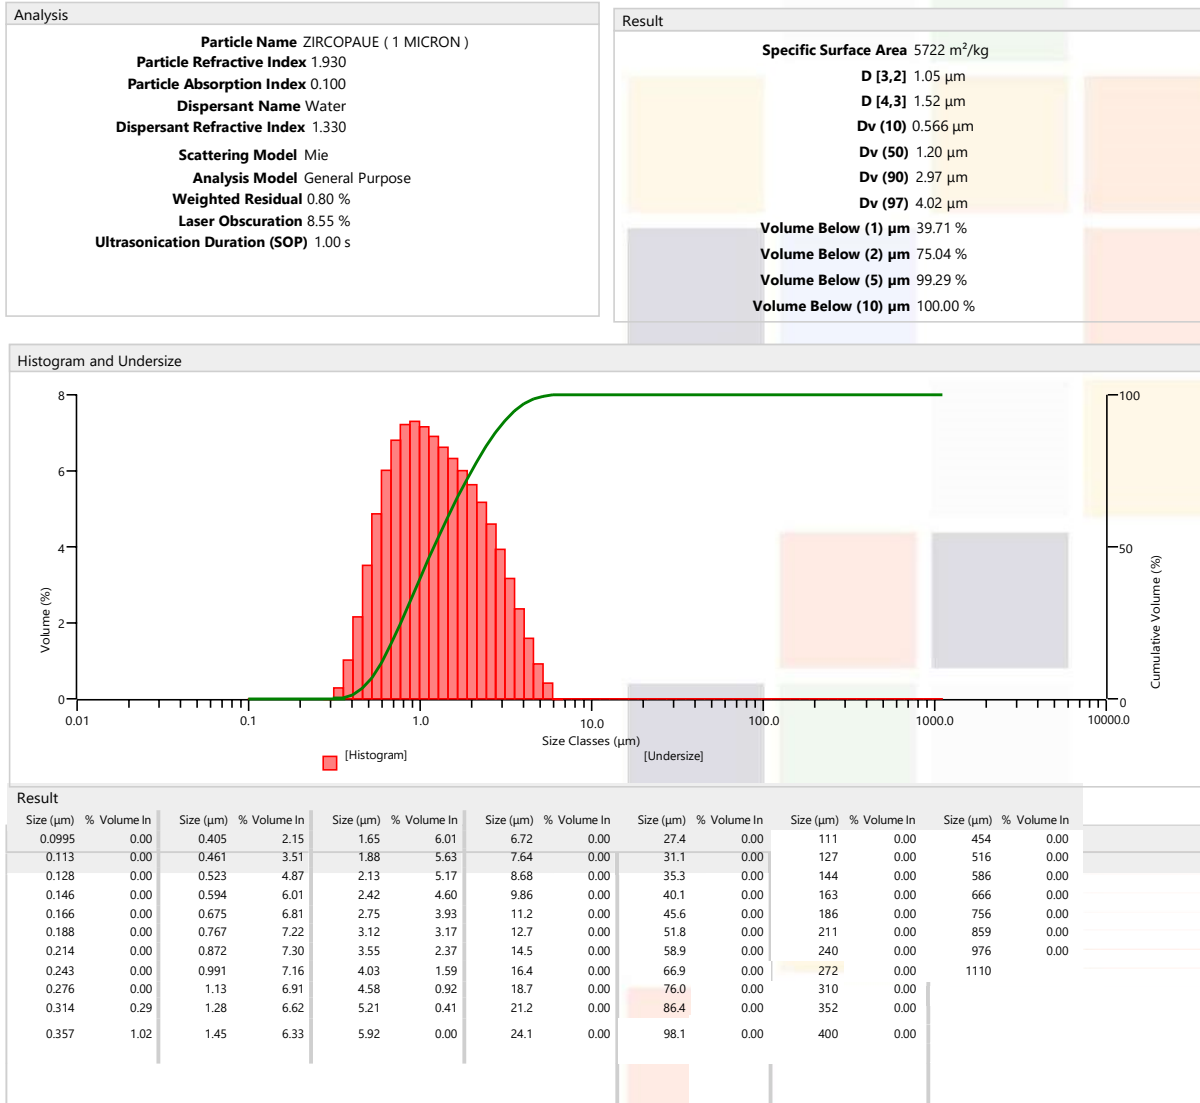 Analysis
Particle Name ZIRCOPAUE ( 1 MICRON )
Particle Refractive Index 1.930
Particle Absorption Index 0.100
Dispersant Name Water
Dispersant Refractive Index 1.330
Scattering Model Mie
Analysis Model General Purpose
Weighted Residual 0.80 %
Laser Obscuration 8.55 %
Ultrasonication Duration (SOP) 1.00 s
Result
Specific Surface Area 5722 m²/kg
D [3,2] 1.05 µm
D [4,3] 1.52 µm
Dv (10) 0.566 µm
Dv (50) 1.20 µm
Dv (90) 2.97 µm
Dv (97) 4.02 µm
Volume Below (1) µm 39.71 %
Volume Below (2) µm 75.04 %
Volume Below (5) µm 99.29 %
Volume Below (10) µm 100.00 %
Histogram and Undersize
8
6
4
2
0
Volume (%)
100
50
0
Cumulative Volume (%)
0.01 0.1 1.0 10.0 100.0 1000.0 10000.0
Size Classes (µm)
[Histogram] [Undersize]
Result
Size (µm) % Volume In Size (µm) % Volume In Size (µm) % Volume In Size (µm) % Volume In Size (µm) % Volume In Size (µm) % Volume In Size (µm) % Volume In
0.0995 0.00 0.405 2.15 1.65 6.01 6.72 0.00 27.4 0.00 111 0.00 454 0.00
0.113 0.00 0.461 3.51 1.88 5.63 7.64 0.00 31.1 0.00 127 0.00 516 0.00
0.128 0.00 0.523 4.87 2.13 5.17 8.68 0.00 35.3 0.00 144 0.00 586 0.00
0.146 0.00 0.594 6.01 2.42 4.60 9.86 0.00 40.1 0.00 163 0.00 666 0.00
0.166 0.00 0.675 6.81 2.75 3.93 11.2 0.00 45.6 0.00 186 0.00 756 0.00
0.188 0.00 0.767 7.22 3.12 3.17 12.7 0.00 51.8 0.00 211 0.00 859 0.00
0.214 0.00 0.872 7.30 3.55 2.37 14.5 0.00 58.9 0.00 240 0.00 976 0.00
0.243 0.00 0.991 7.16 4.03 1.59 16.4 0.00 66.9 0.00 272 0.00 1110
0.276 0.00 1.13 6.91 4.58 0.92 18.7 0.00 76.0 0.00 310 0.00
0.314 0.29 1.28 6.62 5.21 0.41 21.2 0.00 86.4 0.00 352 0.00
0.357 1.02 1.45 6.33 5.92 0.00 24.1 0.00 98.1 0.00 400 0.00